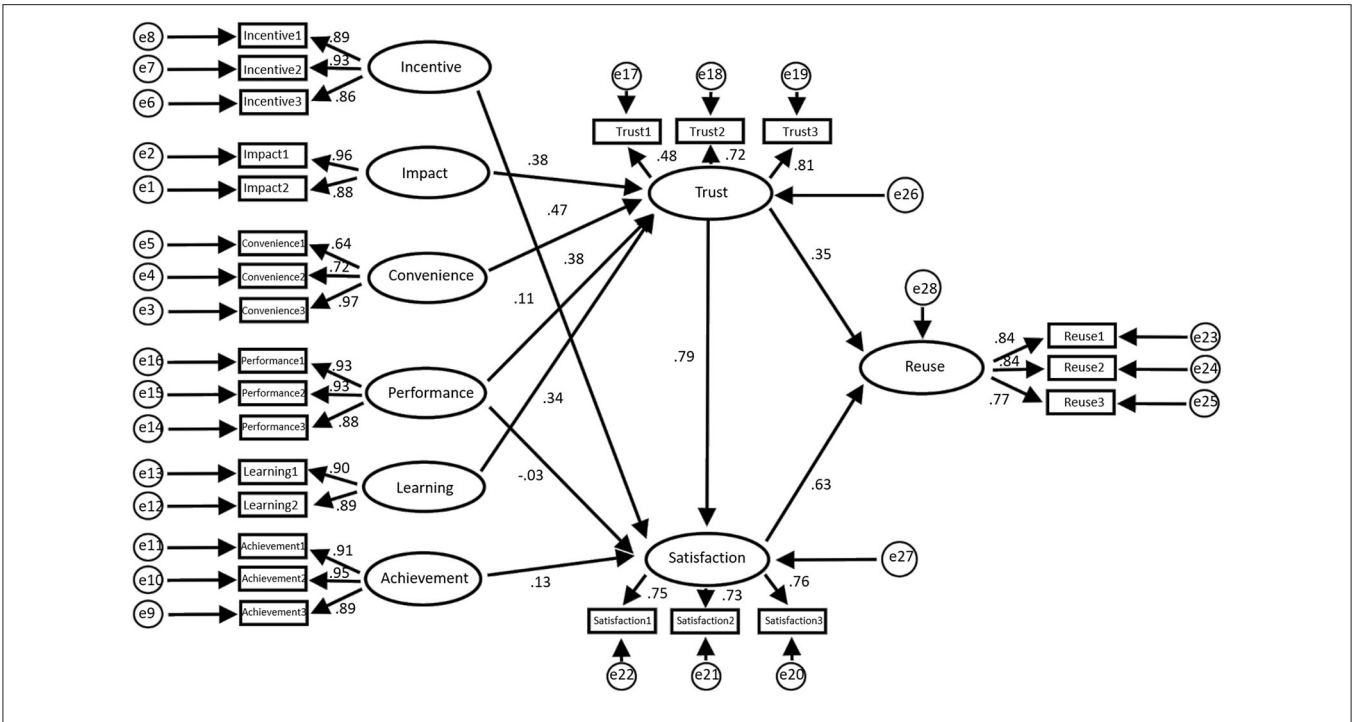 e8
Incentive1
.89
e7
Incentive2
.93
e6
Incentive3
.86
Incentive
e2
Impact1
.96
e1
Impact2
.88
Impact
e5
Convenience1
.64
e4
Convenience2
.72
e3
Convenience3
.97
Convenience
e16
Performance1
.93
e15
Performance2
.93
e14
Performance3
.88
Performance
e13
Learning1
.90
e12
Learning2
.89
Learning
e11
Achievement1
.91
e10
Achievement2
.95
e9
Achievement3
.89
Achievement
.38
.47
.38
.11
.34
-.03
.13
e17
e18
e19
Trust1
Trust2
Trust3
.48
.72
.81
Trust
e26
.79
.35
.63
Satisfaction
e27
.75
.73
.76
Satisfaction1
Satisfaction2
Satisfaction3
e22
e21
e20
e28
Reuse
.84
Reuse1
e23
.84
Reuse2
e24
.77
Reuse3
e25